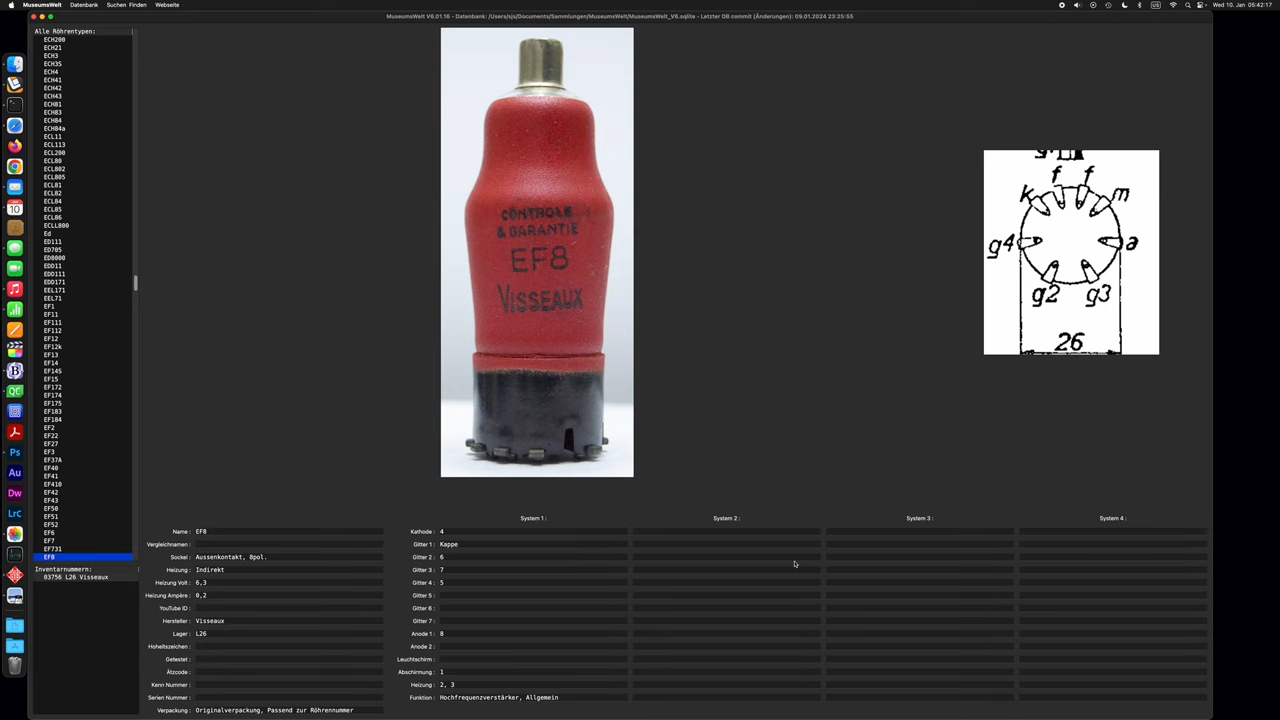 MuseumsWelt Datenbank Suchen Finden Webseite
US Wed 10. Jan. 05:42:17
MuseumsWelt V6.01.16 - Datenbank: /Users/sjs/Documents/Sammlungen/MuseumsWelt/MuseumsWelt_V6.sqlite - Letzter DB commit (Änderungen): 09.01.2024 23:25:55
Alle Röhrentypen:
ECH200
ECH21
ECH3
ECH3S
ECH4
ECH41
ECH42
ECH43
ECH81
ECH83
ECH84
ECH84a
ECL11
ECL113
ECL200
ECL80
ECL802
ECL805
ECL81
ECL82
ECL84
ECL85
ECL86
ECLL800
Ed
ED111
ED705
ED8000
EDD11
EDD111
EDD171
EEL171
EEL71
EF1
EF11
EF111
EF112
EF12
EF12k
EF13
EF14
EF14S
EF15
EF172
EF174
EF175
EF183
EF184
EF2
EF22
EF27
EF3
EF37A
EF40
EF41
EF410
EF42
EF43
EF50
EF51
EF52
EF6
EF7
EF731
EF8
Inventarnummern:
03756 L26 Visseaux
CONTROLE
& GARANTIE
EF8
VISSEAUX
f f
k m
g4 a
g2 g3
26
System 1 : System 2 : System 3 : System 4 :
Name : EF8 Kathode : 4
Vergleichnamen : Gitter 1 : Kappe
Sockel : Aussenkontakt, 8pol. Gitter 2 : 6
Heizung : Indirekt Gitter 3 : 7
Heizung Volt : 6,3 Gitter 4 : 5
Heizung Ampère : 0,2 Gitter 5 :
YouTube ID : Gitter 6 :
Hersteller : Visseaux Gitter 7 :
Lager : L26 Anode 1 : 8
Hoheitszeichen : Anode 2 :
Getestet : Leuchtschirm :
Ätzcode : Abschirmung : 1
Kenn Nummer : Heizung : 2, 3
Serien Nummer : Funktion : Hochfrequenzverstärker, Allgemein
Verpackung : Originalverpackung, Passend zur Röhrennummer